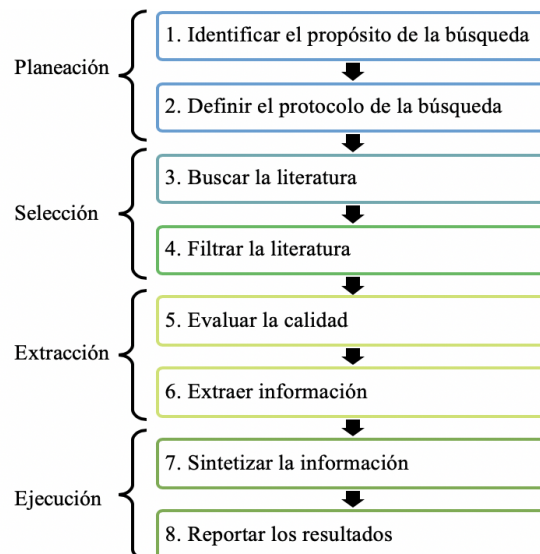 Planeación
1. Identificar el propósito de la búsqueda
2. Definir el protocolo de la búsqueda
Selección
3. Buscar la literatura
4. Filtrar la literatura
Extracción
5. Evaluar la calidad
6. Extraer información
Ejecución
7. Sintetizar la información
8. Reportar los resultados